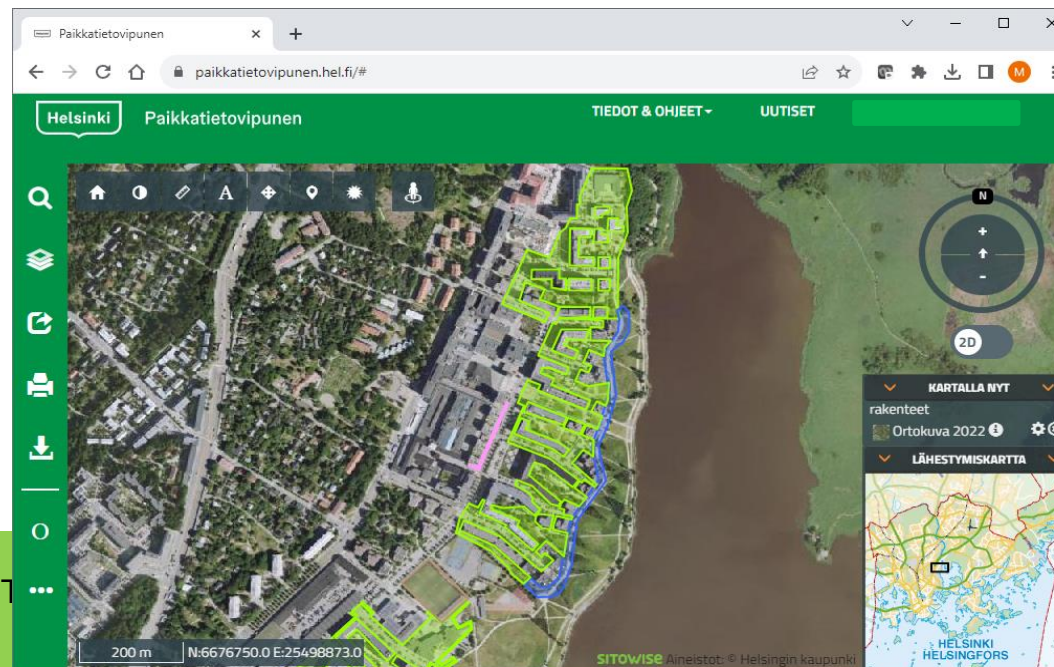 Paikkatietovipunen
paikkatietovipunen.hel.fi/#
M
Helsinki
Paikkatietovipunen
TIEDOT & OHJEET
UUTISET
A
N
+
-
2D
KARTALLA NYT
rakenteet
Ortokuva 2022
LÄHESTYMISKARTTA
O
T
200 m
N:6676750.0 E:25498873.0
SITOWISE Aineistot: © Helsingin kaupunki
HELSINKI
HELSINGFORS